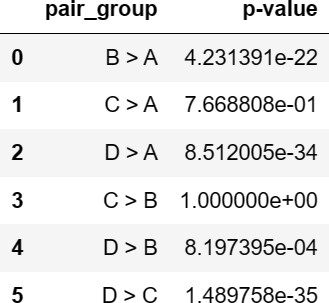 pair_group p-value
0 B > A 4.231391e-22
1 C > A 7.668808e-01
2 D > A 8.512005e-34
3 C > B 1.000000e+00
4 D > B 8.197395e-04
5 D > C 1.489758e-35